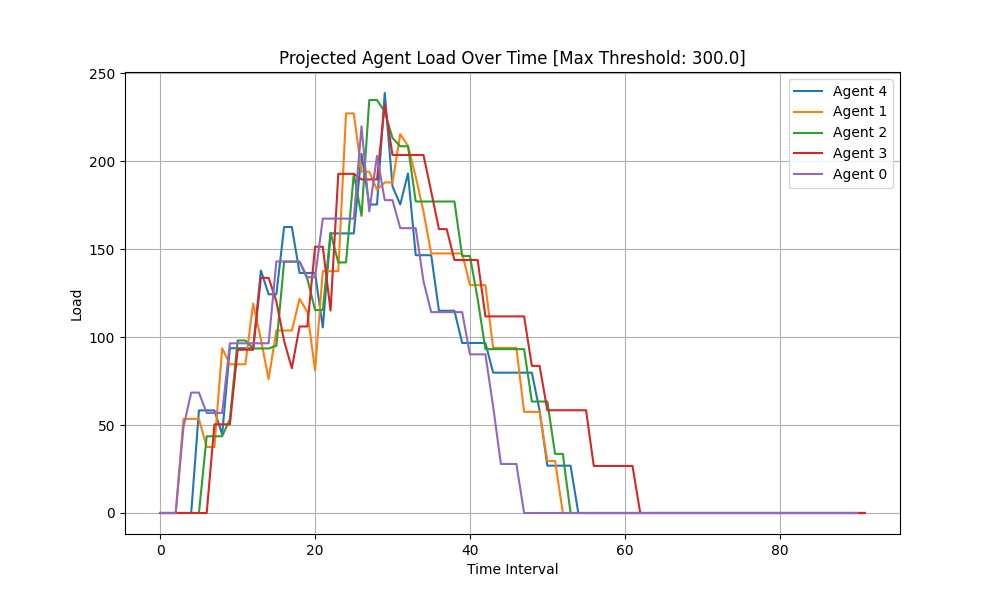 Projected Agent Load Over Time [Max Threshold: 300.0]
Load
250
200
150
100
50
0
0 20 40 60 80
Time Interval
Agent 4
Agent 1
Agent 2
Agent 3
Agent 0